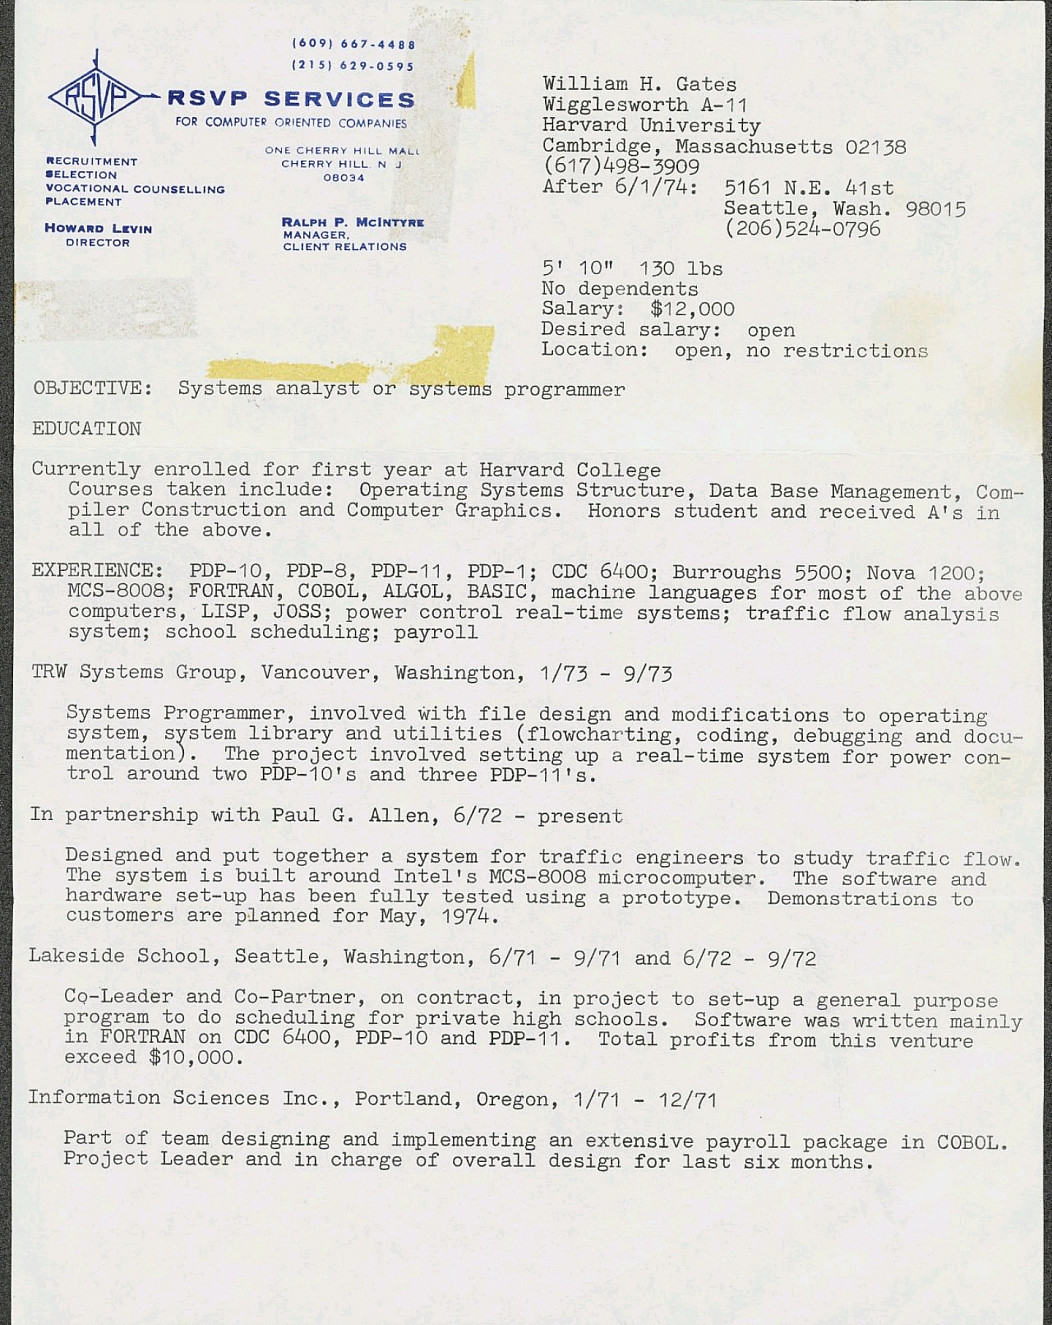 (609) 667-4488
(215) 629-0595
RSVP
RSVP SERVICES
FOR COMPUTER ORIENTED COMPANIES
ONE CHERRY HILL MALL
CHERRY HILL. N J
08034
RECRUITMENT
SELECTION
VOCATIONAL COUNSELLING
PLACEMENT
HOWARD LEVIN
DIRECTOR
RALPH P. MCINTYRE
MANAGER,
CLIENT RELATIONS
William H. Gates
Wigglesworth A-11
Harvard University
Cambridge, Massachusetts 02138
(617)498-3909
After 6/1/74: 5161 N.E. 41st
Seattle, Wash. 98015
(206)524-0796
5' 10" 130 lbs
No dependents
Salary: $12,000
Desired salary: open
Location: open, no restrictions
OBJECTIVE: Systems analyst or systems programmer
EDUCATION
Currently enrolled for first year at Harvard College
Courses taken include: Operating Systems Structure, Data Base Management, Com-
piler Construction and Computer Graphics. Honors student and received A's in
all of the above.
EXPERIENCE: PDP-10, PDP-8, PDP-11, PDP-1; CDC 6400; Burroughs 5500; Nova 1200;
MCS-8008; FORTRAN, COBOL, ALGOL, BASIC, machine languages for most of the above
computers, LISP, JOSS; power control real-time systems; traffic flow analysis
system; school scheduling; payroll
TRW Systems Group, Vancouver, Washington, 1/73 - 9/73
Systems Programmer, involved with file design and modifications to operating
system, system library and utilities (flowcharting, coding, debugging and docu-
mentation). The project involved setting up a real-time system for power con-
trol around two PDP-10's and three PDP-11's.
In partnership with Paul G. Allen, 6/72 - present
Designed and put together a system for traffic engineers to study traffic flow.
The system is built around Intel's MCS-8008 microcomputer. The software and
hardware set-up has been fully tested using a prototype. Demonstrations to
customers are planned for May, 1974.
Lakeside School, Seattle, Washington, 6/71 - 9/71 and 6/72 - 9/72
Co-Leader and Co-Partner, on contract, in project to set-up a general purpose
program to do scheduling for private high schools. Software was written mainly
in FORTRAN on CDC 6400, PDP-10 and PDP-11. Total profits from this venture
exceed $10,000.
Information Sciences Inc., Portland, Oregon, 1/71 - 12/71
Part of team designing and implementing an extensive payroll package in COBOL.
Project Leader and in charge of overall design for last six months.